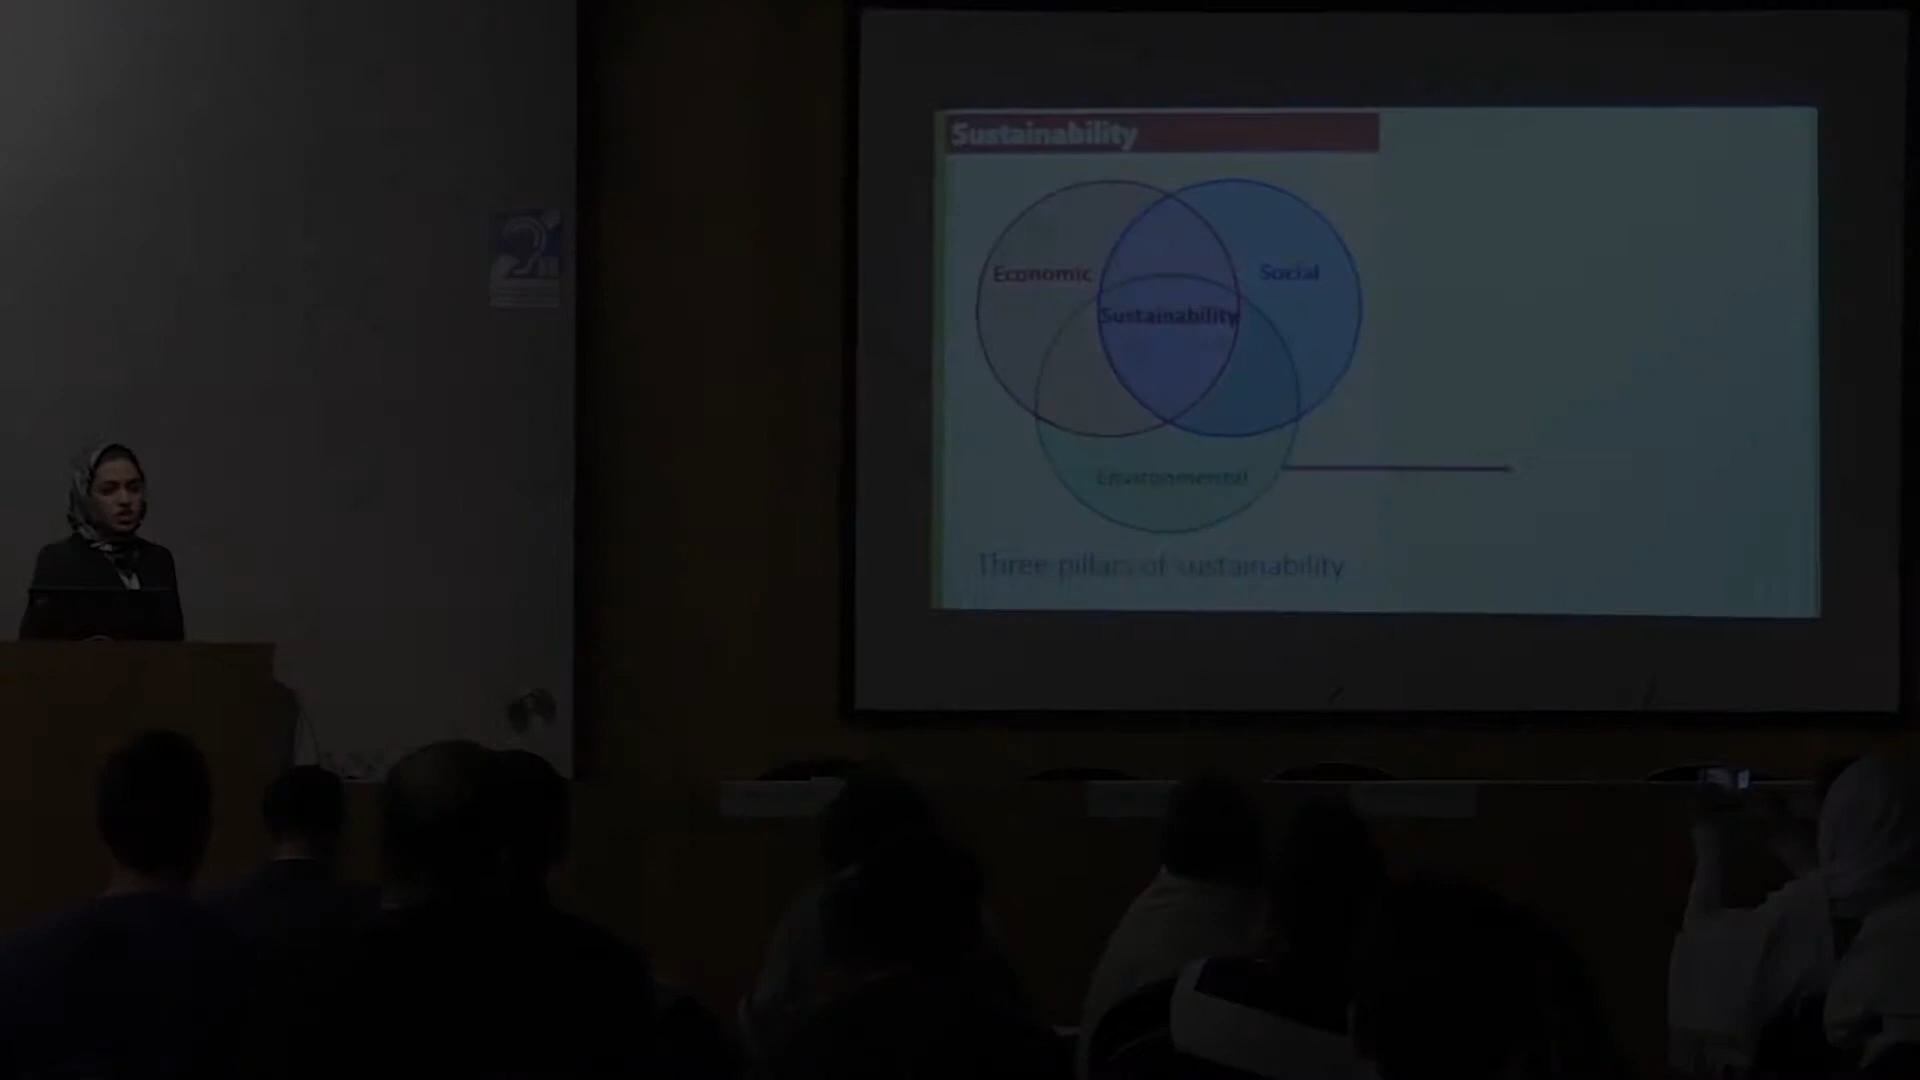 Sustainability
Economic
Social
Sustainability
Environmental
Three pillars of sustainability